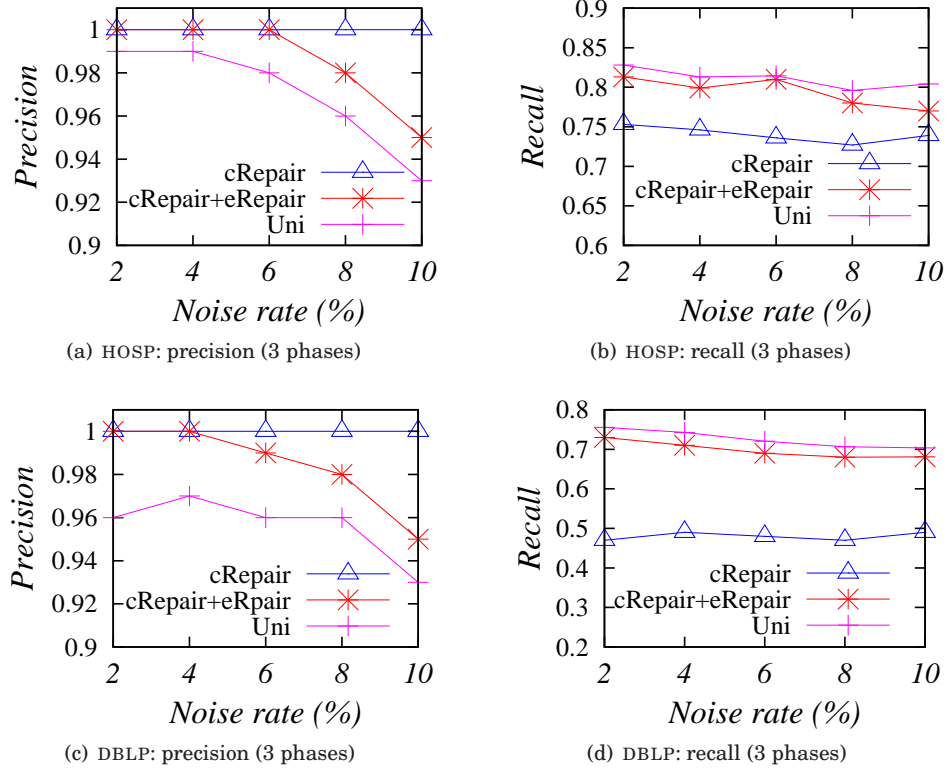 Precision
1
0.98
0.96
0.94
0.92
0.9
cRepair
cRepair+eRepair
Uni
2 4 6 8 10
Noise rate (%)
(a) HOSP: precision (3 phases)
Recall
0.9
0.85
0.8
0.75
0.7
0.65
0.6
cRepair
cRepair+eRepair
Uni
2 4 6 8 10
Noise rate (%)
(b) HOSP: recall (3 phases)
Precision
1
0.98
0.96
0.94
0.92
0.9
cRepair
cRepair+eRpair
Uni
2 4 6 8 10
Noise rate (%)
(c) DBLP: precision (3 phases)
Recall
0.8
0.7
0.6
0.5
0.4
0.3
0.2
cRepair
cRepair+eRepair
Uni
2 4 6 8 10
Noise rate (%)
(d) DBLP: recall (3 phases)